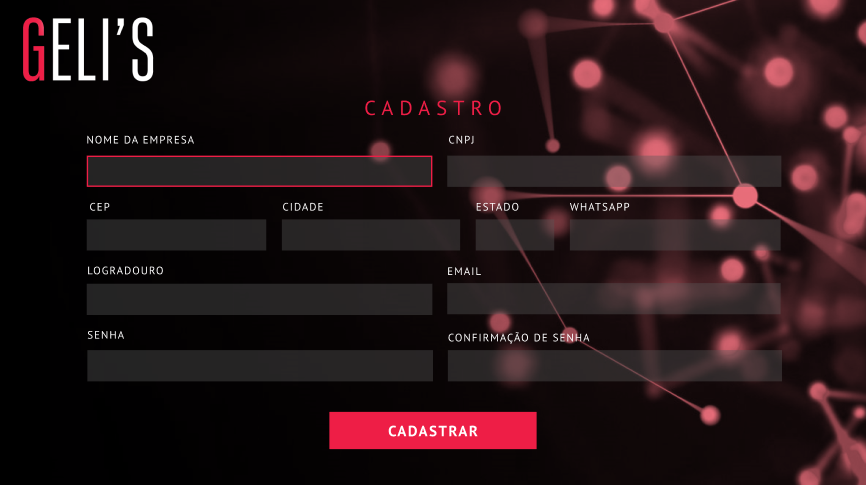 GELI'S
CADASTRO
NOME DA EMPRESA CNPJ
CEP CIDADE ESTADO WHATSAPP
LOGRADOURO EMAIL
SENHA CONFIRMAÇÃO DE SENHA
CADASTRAR